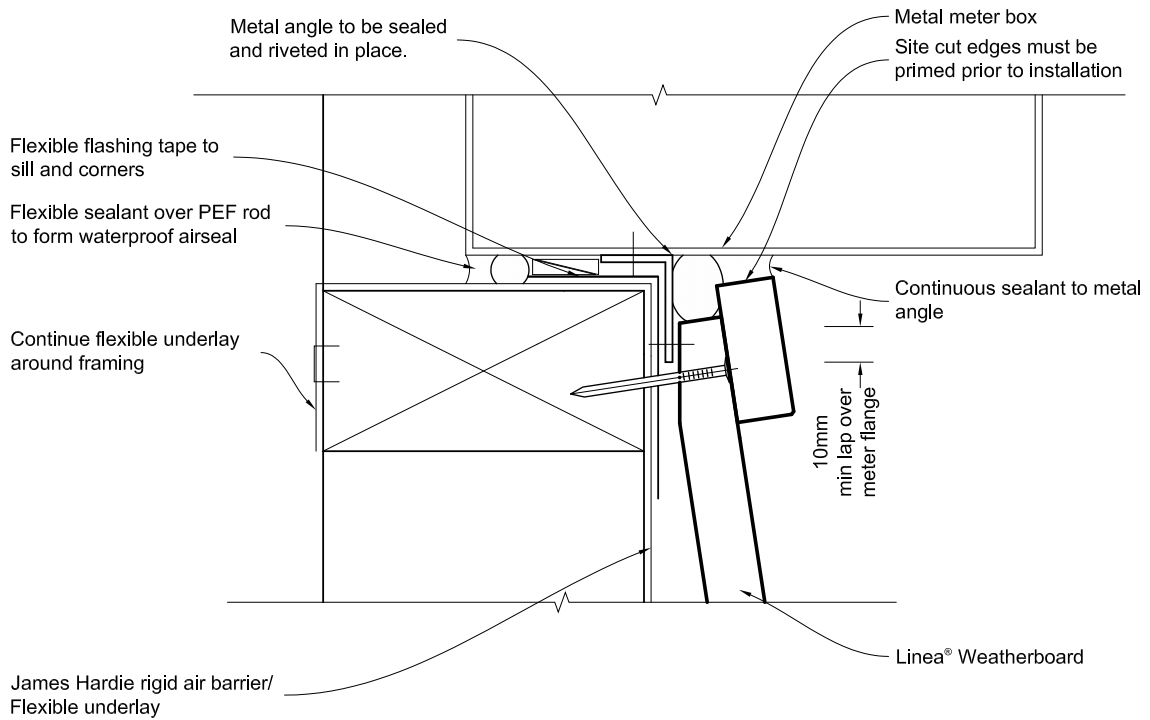 Metal angle to be sealed
and riveted in place.
Metal meter box
Site cut edges must be
primed prior to installation
Flexible flashing tape to
sill and corners
Flexible sealant over PEF rod
to form waterproof airseal
Continuous sealant to metal
angle
Continue flexible underlay
around framing
10mm
min lap over
meter flange
Linea® Weatherboard
James Hardie rigid air barrier/
Flexible underlay